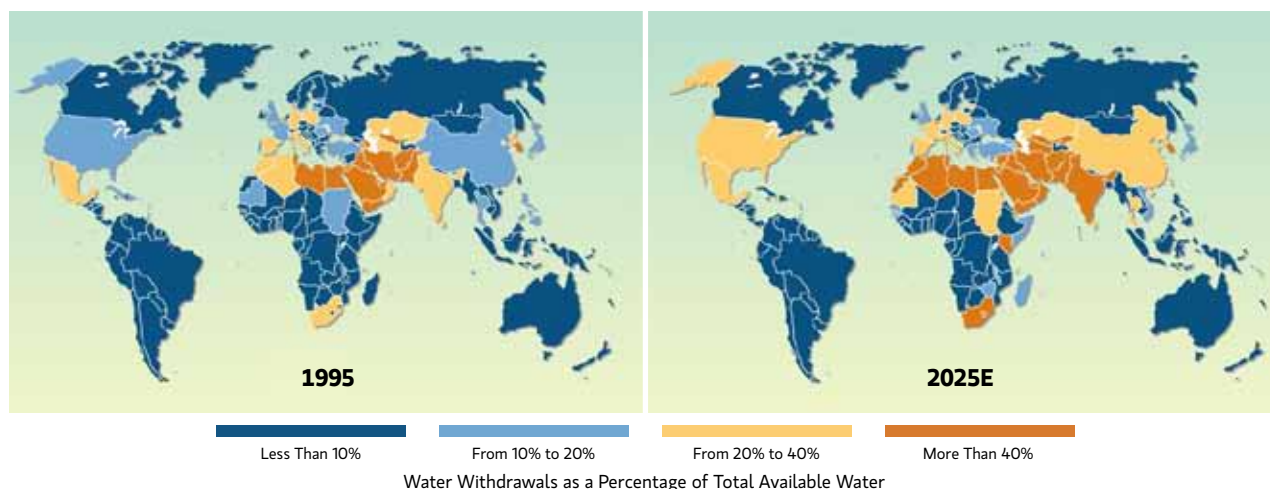 1995
2025E
Less Than 10%
From 10% to 20%
From 20% to 40%
More Than 40%
Water Withdrawals as a Percentage of Total Available Water